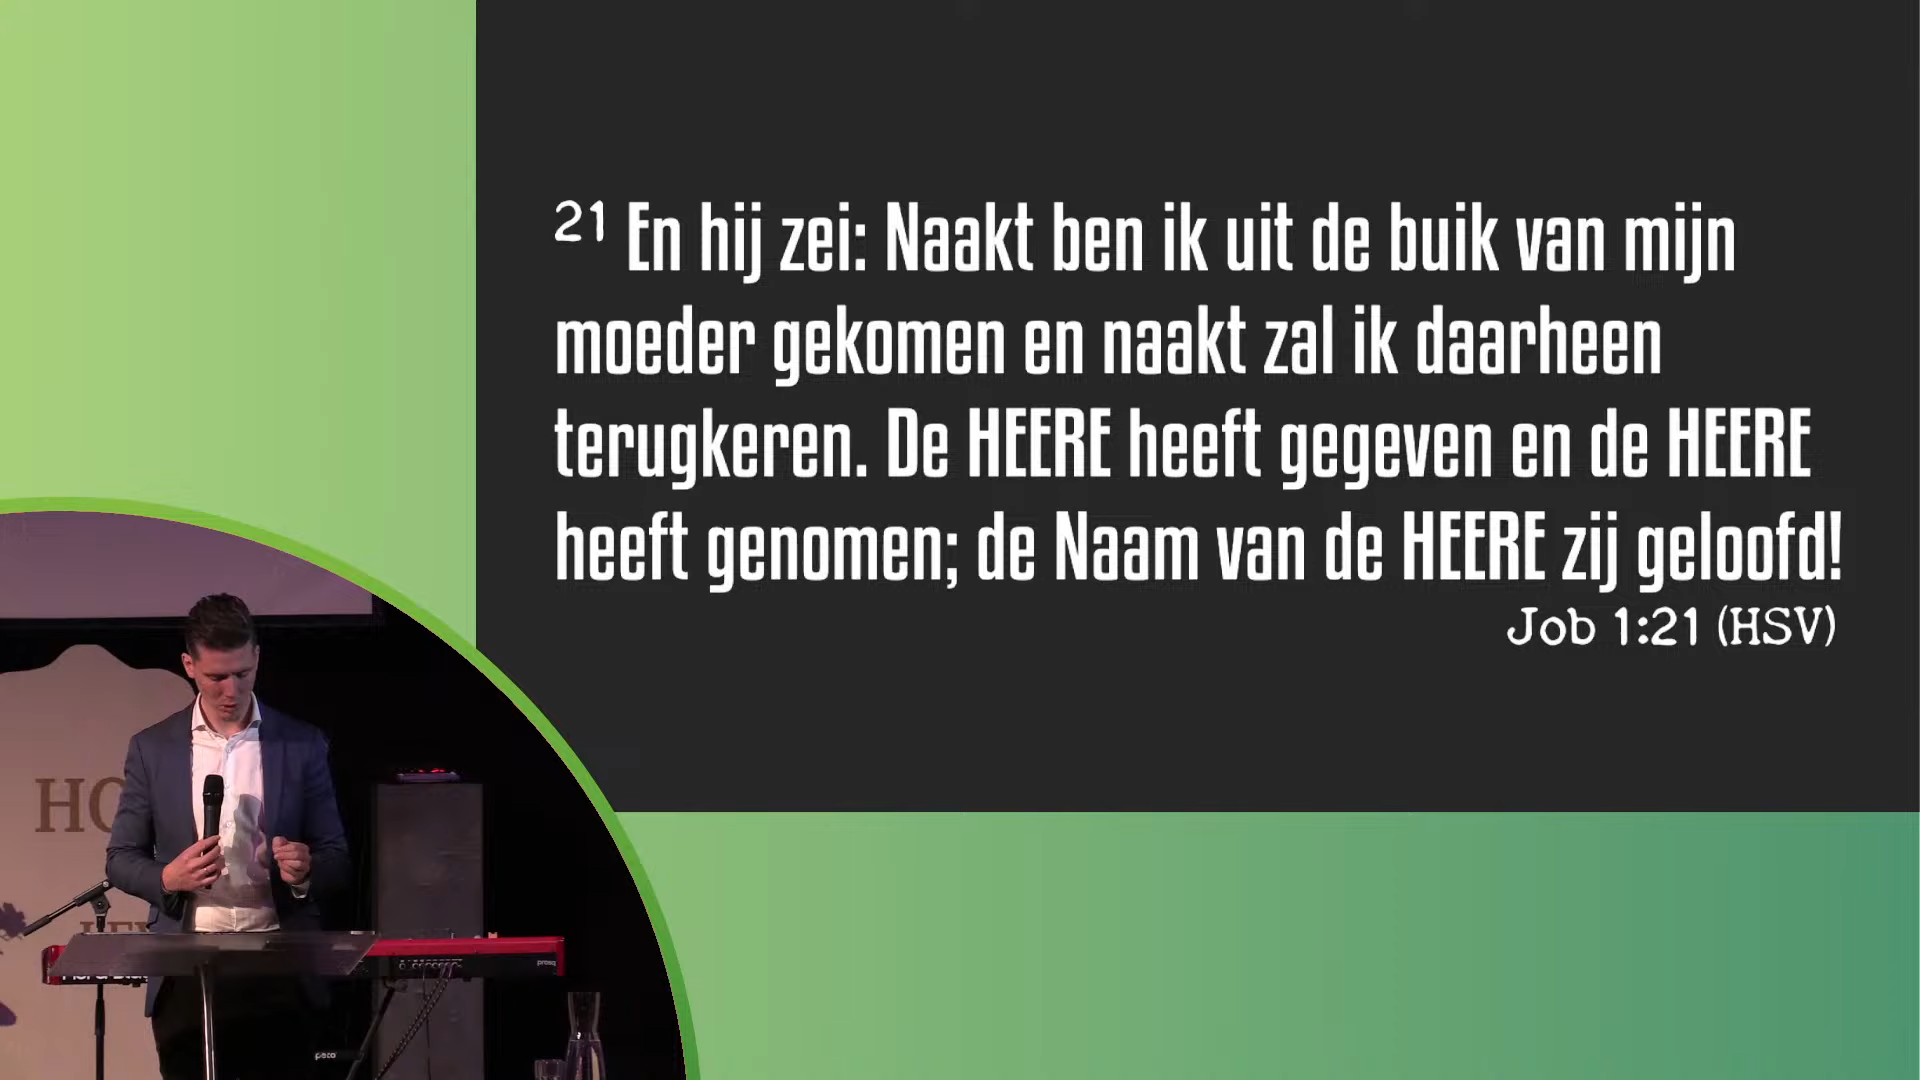 21 En hij zei: Naakt ben ik uit de buik van mijn
moeder gekomen en naakt zal ik daarheen
terugkeren. De HEERE heeft gegeven en de HEERE
heeft genomen; de Naam van de HEERE zij geloofd!
Job 1:21 (HSV)